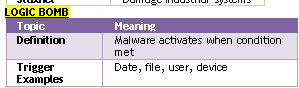 Stuxnet Damage industrial systems
LOGIC BOMB
Topic Meaning
Definition Malware activates when condition
met
Trigger Date, file, user, device
Examples